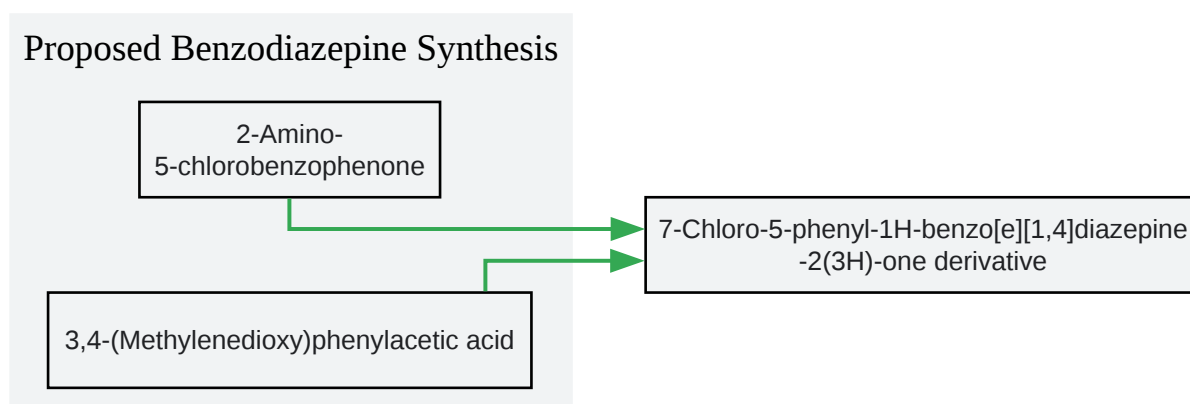 Proposed Benzodiazepine Synthesis
2-Amino-
5-chlorobenzophenone
7-Chloro-5-phenyl-1H-benzo[e][1,4]diazepine
-2(3H)-one derivative
3,4-(Methylenedioxy)phenylacetic acid